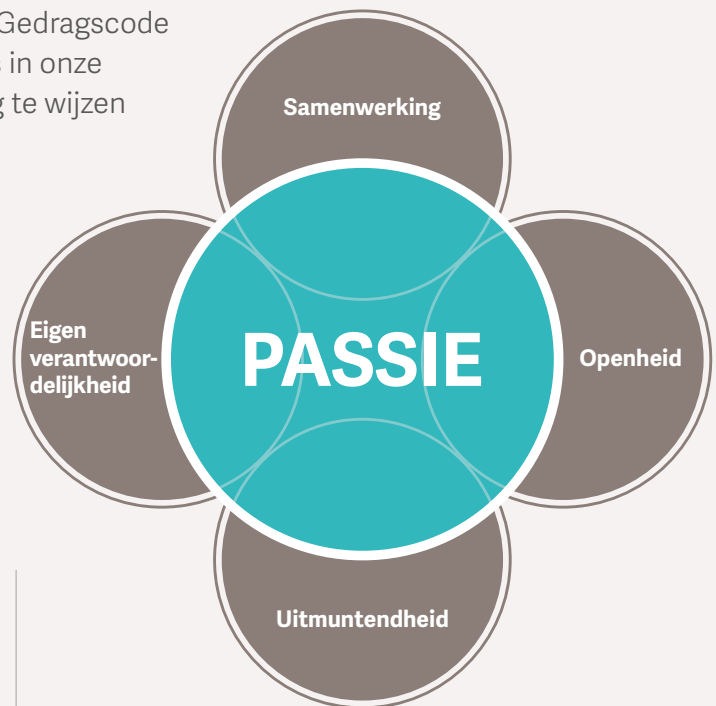 Gedragscode
in onze
te wijzen
Samenwerking
Eigen
verantwoor-
delijkheid
PASSIE
Openheid
Uitmuntendheid